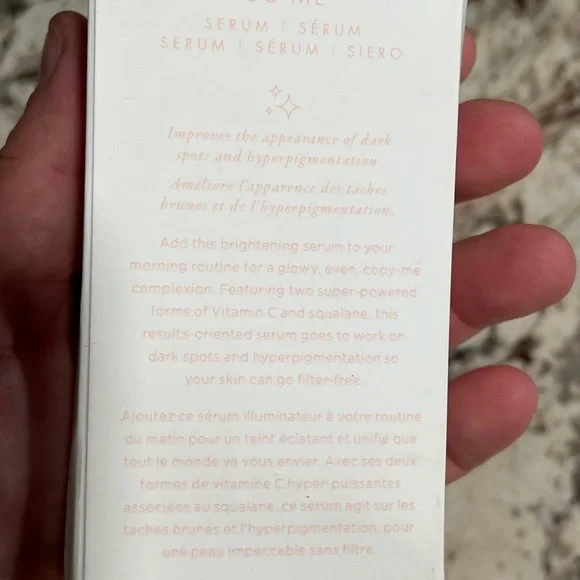 SERUM | SÉRUM
SERUM | SÉRUM | SIERO
Improves the appearance of dark
spots and hyperpigmentation.
Améliore l'apparence des taches
brunes et de l'hyperpigmentation.
Add this brightening serum to your
morning routine for a glowy, even, copy-me
complexion. Featuring two super-powered
forms of Vitamin C and squalane, this
results-oriented serum goes to work on
dark spots and hyperpigmentation so
your skin can go filter-free.
Ajoutez ce sérum illuminateur à votre routine
du matin pour un teint éclatant et unifié que
tout le monde va vous envier. Avec ses deux
formes de vitamine C hyper-puissantes
associées au squalane, ce sérum agit sur les
taches brunes et l'hyperpigmentation, pour
une peau impeccable sans filtre.